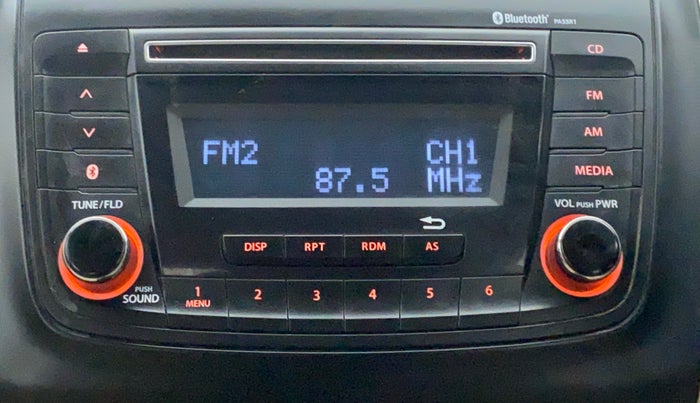 Bluetooth® PASSR1
CD
FM
AM
MEDIA
FM2 CH1
87.5 MHz
TUNE/FLD
VOL PUSH PWR
DISP RPT RDM AS
PUSH
SOUND
1 2 3 4 5 6
MENU